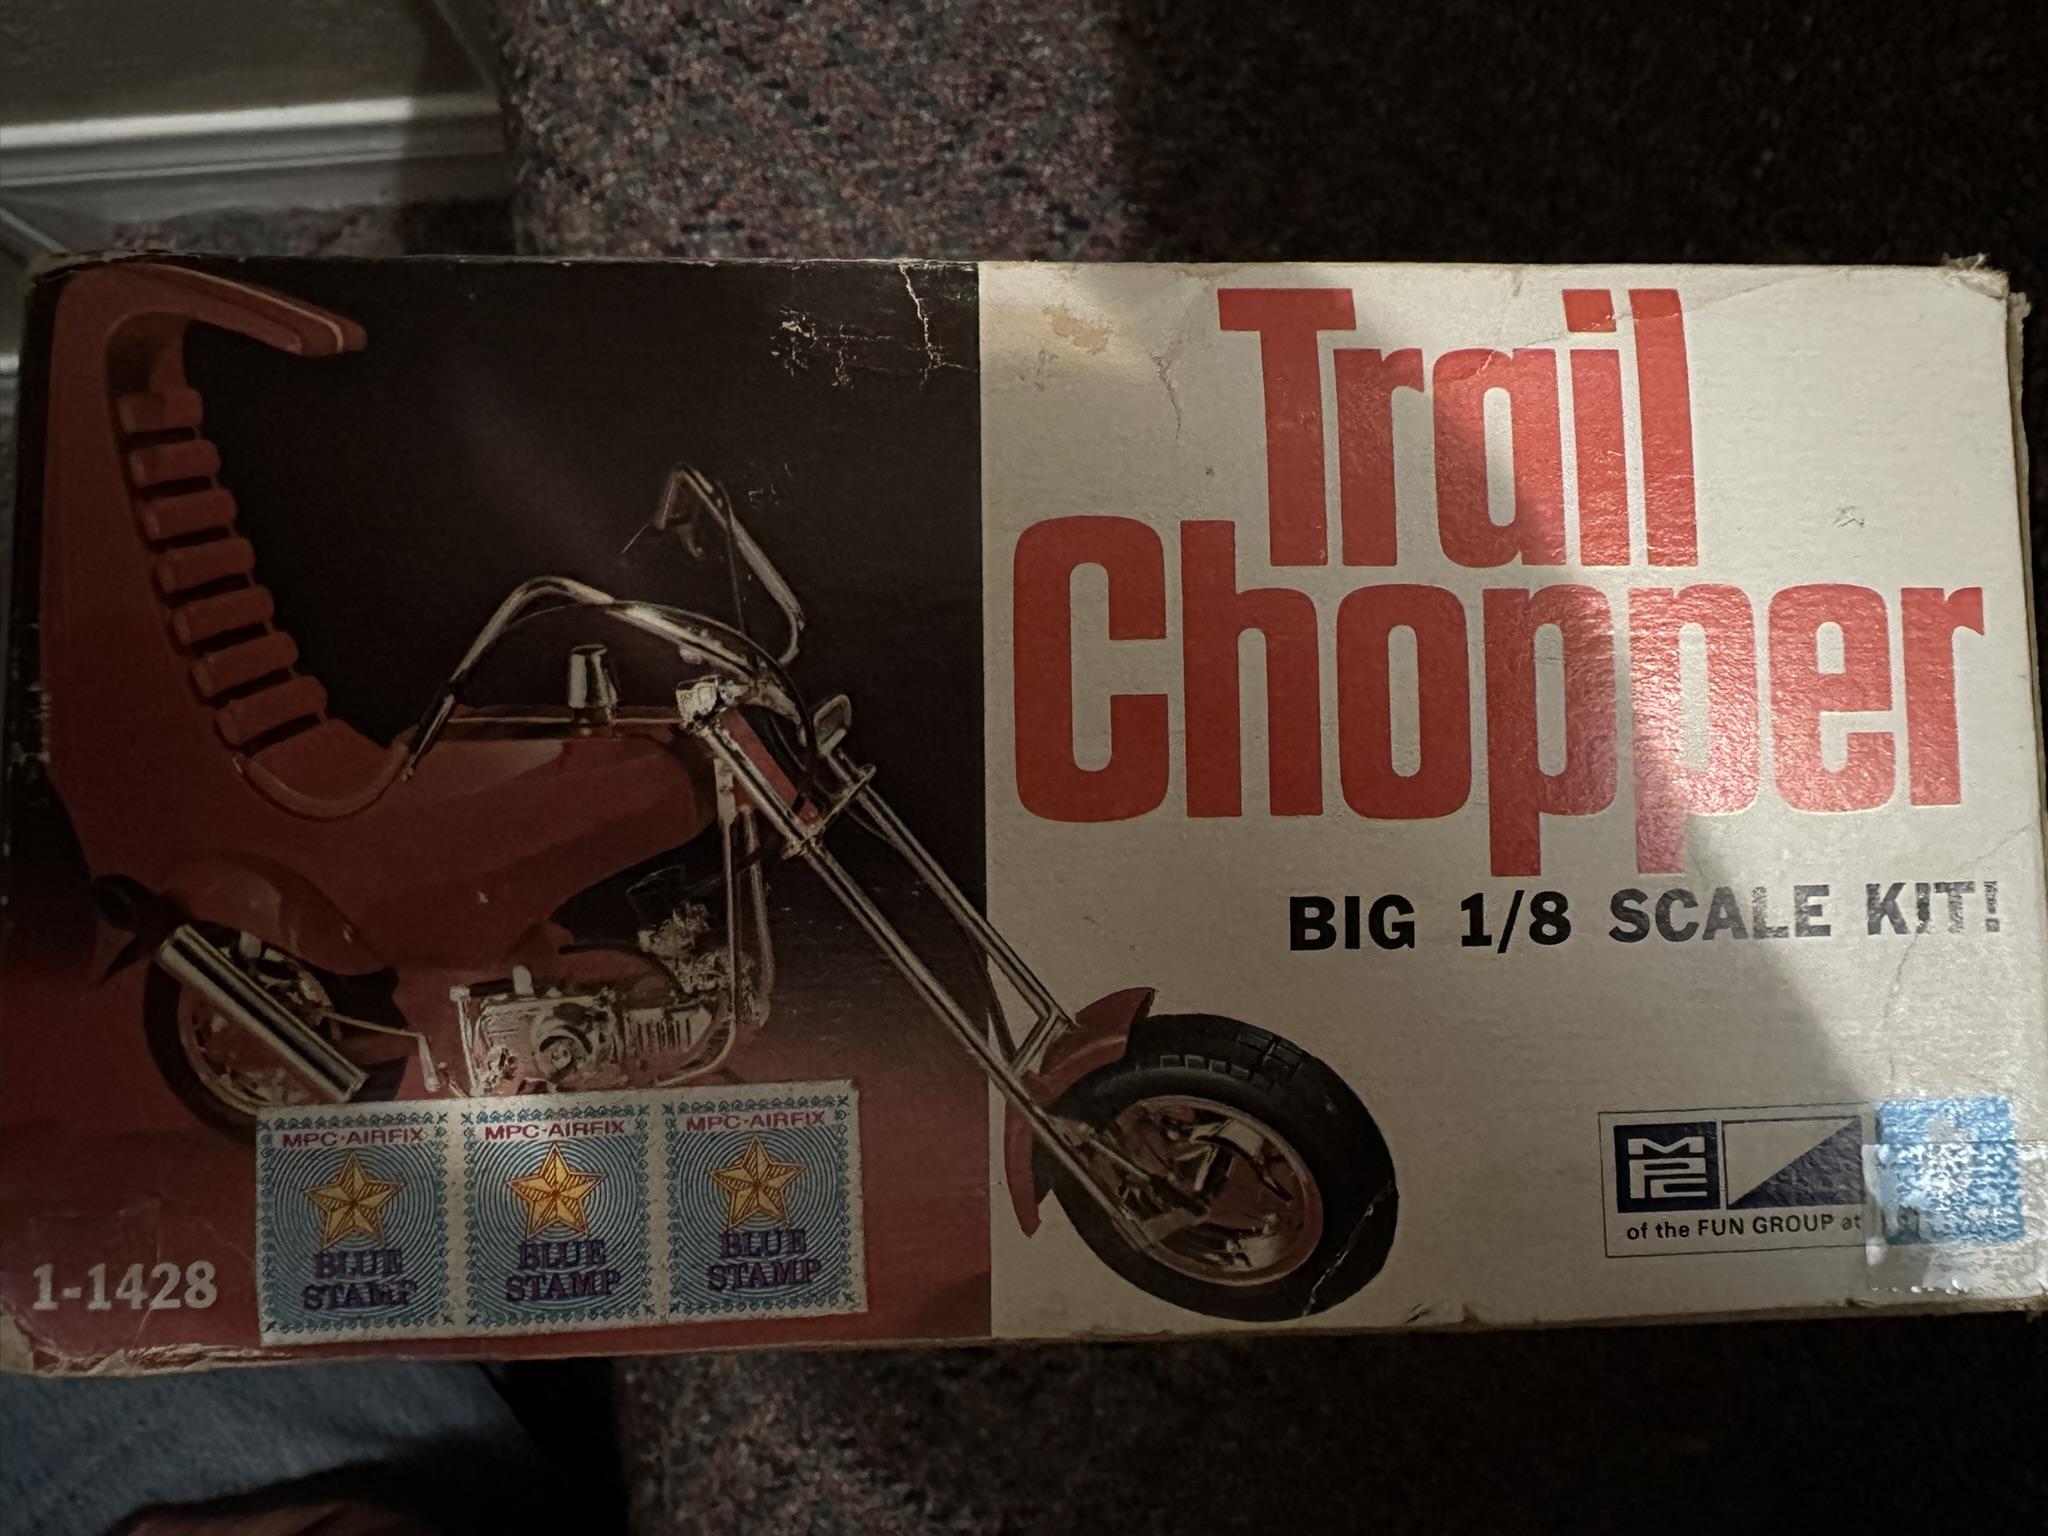 Trail
Chopper
BIG 1/8 SCALE KIT!
MPC
of the FUN GROUP at
1-1428
MPC-AIRFIX
BLUE
STAMP
MPC-AIRFIX
BLUE
STAMP
MPC-AIRFIX
BLUE
STAMP